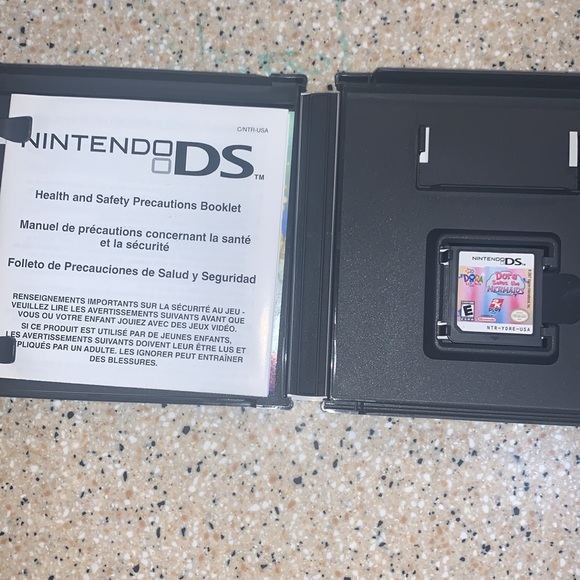 C/NTR-USA
NINTENDO DS TM
Health and Safety Precautions Booklet
Manuel de précautions concernant la santé
et la sécurité
Folleto de Precauciones de Salud y Seguridad
RENSEIGNEMENTS IMPORTANTS SUR LA SÉCURITÉ AU JEU -
VEUILLEZ LIRE LES AVERTISSEMENTS SUIVANTS AVANT QUE
VOUS OU VOTRE ENFANT JOUIEZ AVEC DES JEUX VIDÉO.
SI CE PRODUIT EST UTILISÉ PAR DE JEUNES ENFANTS,
LES AVERTISSEMENTS SUIVANTS DOIVENT LEUR ÊTRE LUS ET
EXPLIQUÉS PAR UN ADULTE. LES IGNORER PEUT ENTRAÎNER
DES BLESSURES.
NINTENDO DS
DORA
Dora
Saves the
MERMAIDS
E
2K
PLAY
Nintendo
NTR-YDRE-USA